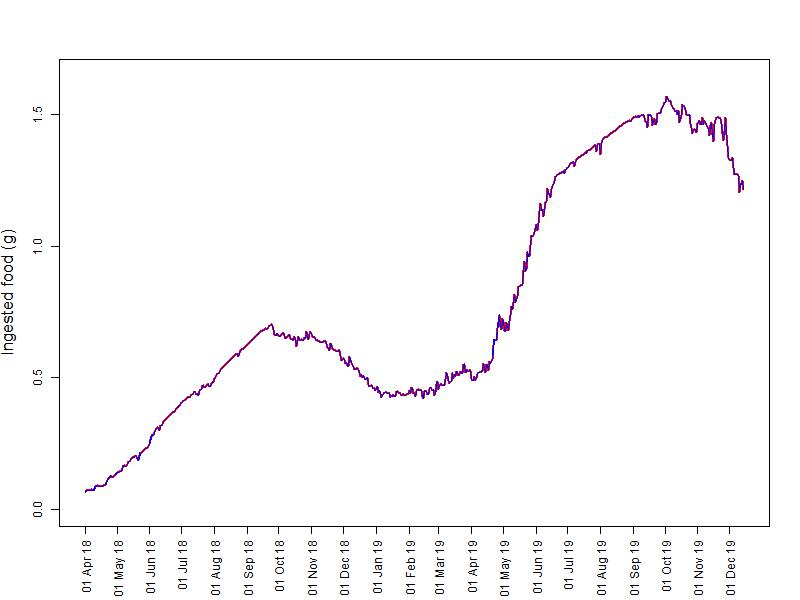 Ingested food (g)
1.5
1.0
0.5
0.0
01 Apr 18
01 May 18
01 Jun 18
01 Jul 18
01 Aug 18
01 Sep 18
01 Oct 18
01 Nov 18
01 Dec 18
01 Jan 19
01 Feb 19
01 Mar 19
01 Apr 19
01 May 19
01 Jun 19
01 Jul 19
01 Aug 19
01 Sep 19
01 Oct 19
01 Nov 19
01 Dec 19